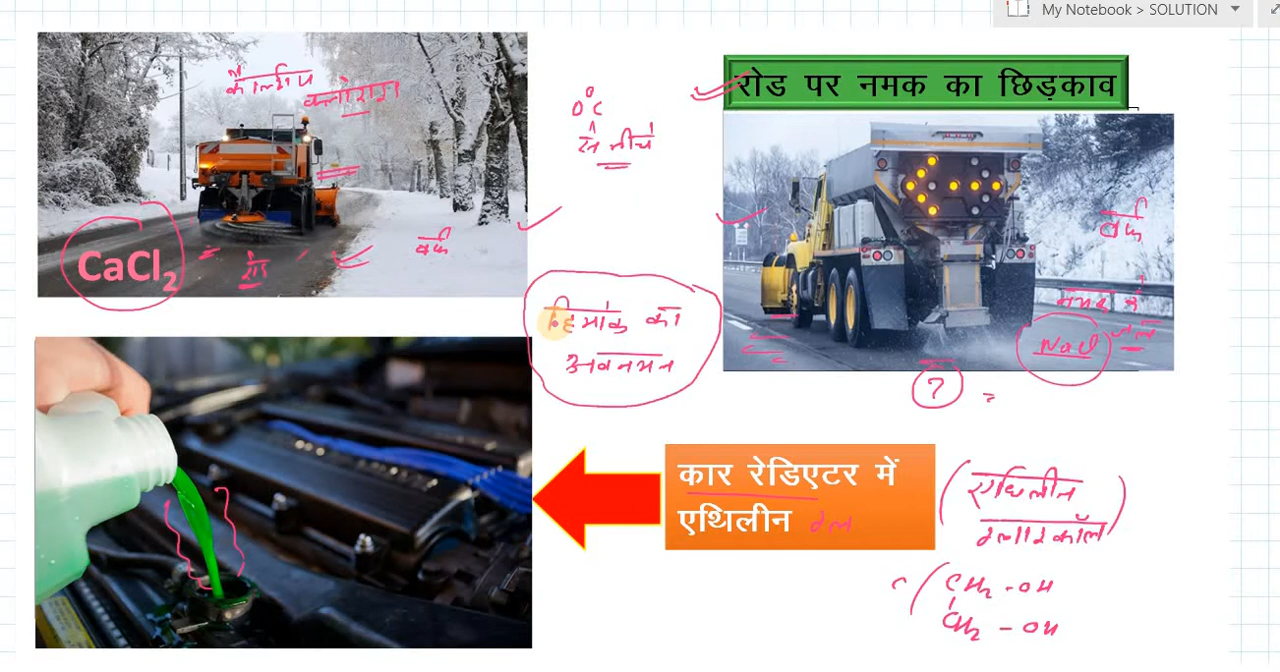 My Notebook > SOLUTION
रोड पर नमक का छिड़काव
कैल्शियम
क्लोराइड
0°C
से नीचे
बर्फ
CaCl₂
रोड
बर्फ
हिमांक का
अवनमन
नमक
NaCl
?
कार रेडिएटर में
एथिलीन
एथिलीन
ग्लाइकॉल
CH₂ - OH
CH₂ - OH